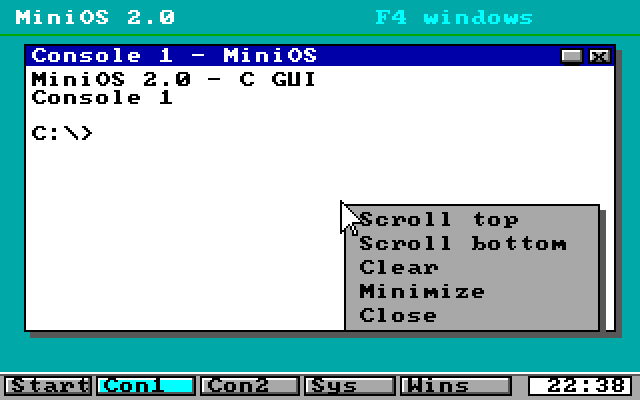 MiniOS 2.0 F4 windows
Console 1 - MiniOS
MiniOS 2.0 - C GUI
Console 1
C:\>
Scroll top
Scroll bottom
Clear
Minimize
Close
Start Con1 Con2 Sys Wins 22:38